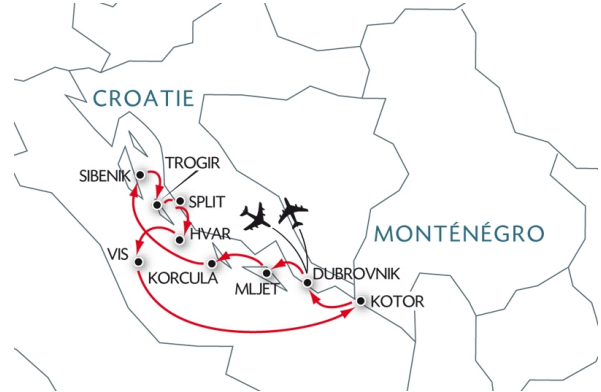 CROATIE
TROGIR
SIBENIK
SPLIT
HVAR
MONTÉNÉGRO
VIS
KORCULA
DUBROVNIK
MLJET
KOTOR